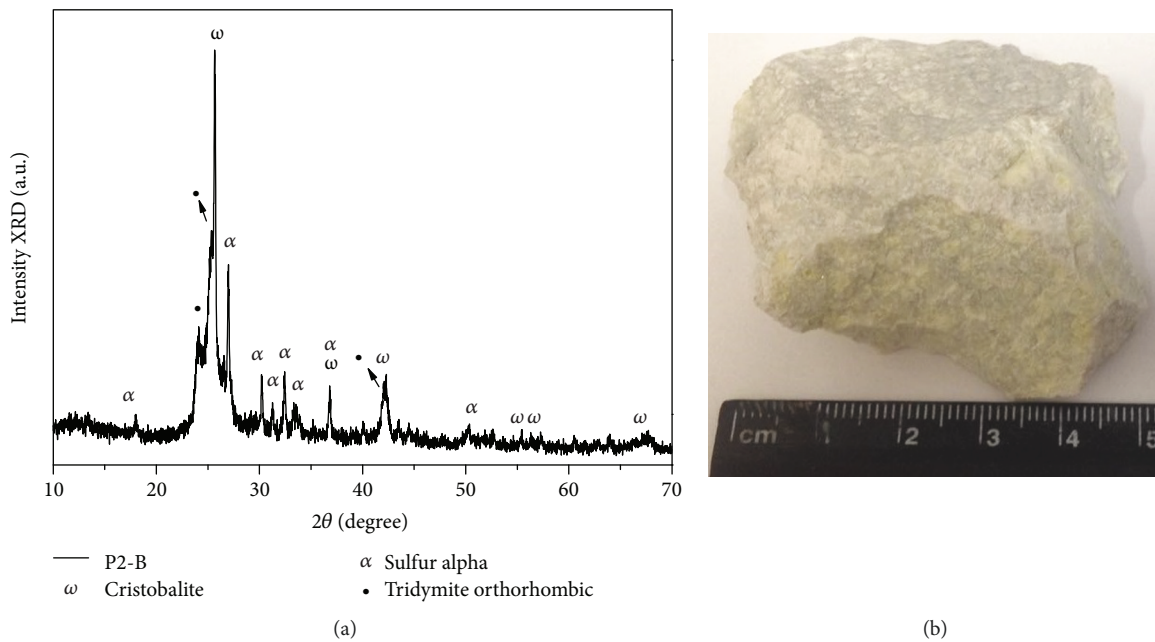 Intensity XRD (a.u.)
ω
•
α
•
α
α
α
α
α
α
ω
•
ω
α
ω ω
ω
10 20 30 40 50 60 70
2θ (degree)
P2-B
ω Cristobalite
α Sulfur alpha
• Tridymite orthorhombic
(a)
cm 2 3 4 5
(b)